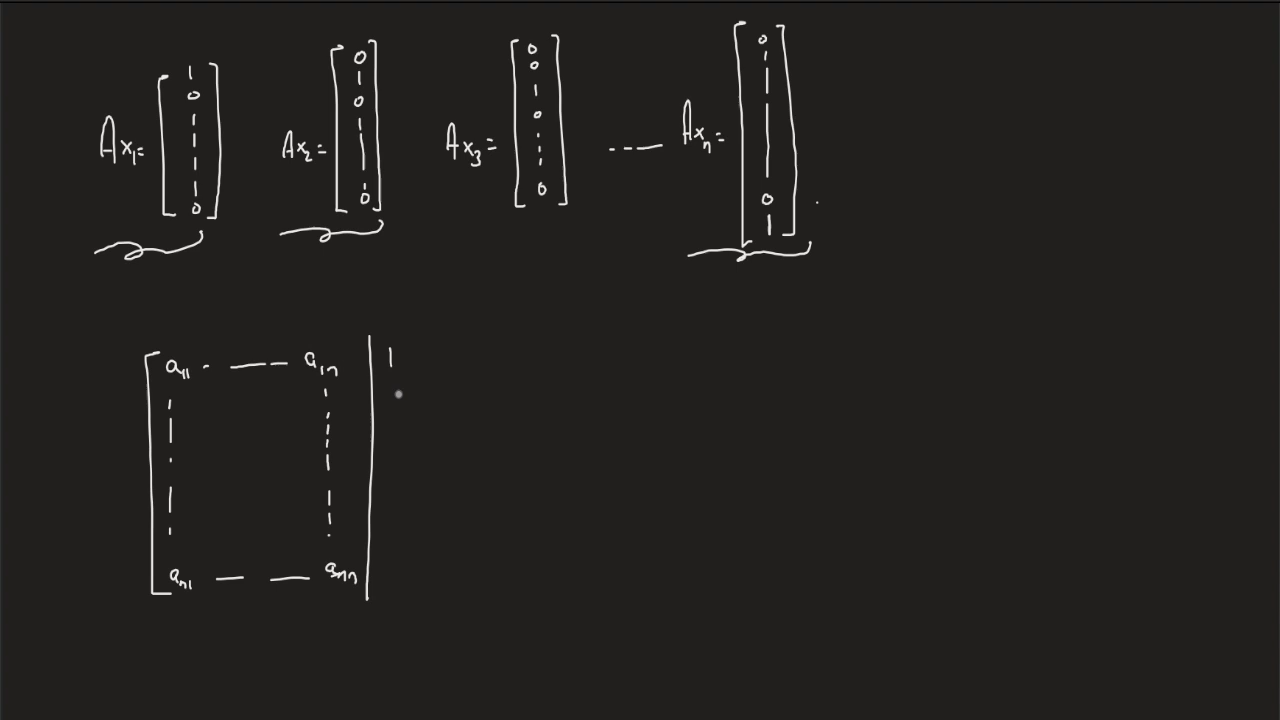 Ax₁ = [1 0 ¦ 0] Ax₂ = [0 1 0 ¦ 0] Ax₃ = [0 0 1 0 ⋮ 0] ---- Axₙ = [0 ¦ 0 1]
[ a₁₁ . — — a₁ₙ | 1
aₙ₁ — — aₙₙ |